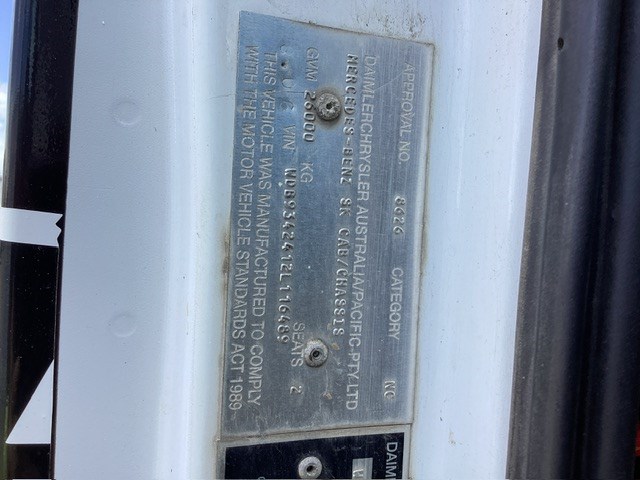 APPROVAL NO. 8626 CATEGORY NC
DAIMLERCHRYSLER AUSTRALIA/PACIFIC PTY LTD
MERCEDES-BENZ SK CAB/CHASSIS
GVM 26000 KG SEATS 2
VIN WDB9342412L116489
THIS VEHICLE WAS MANUFACTURED TO COMPLY
WITH THE MOTOR VEHICLE STANDARDS ACT 1989
DAIM